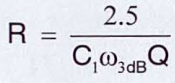 R = 2.5 / C₁ω₃dBQ